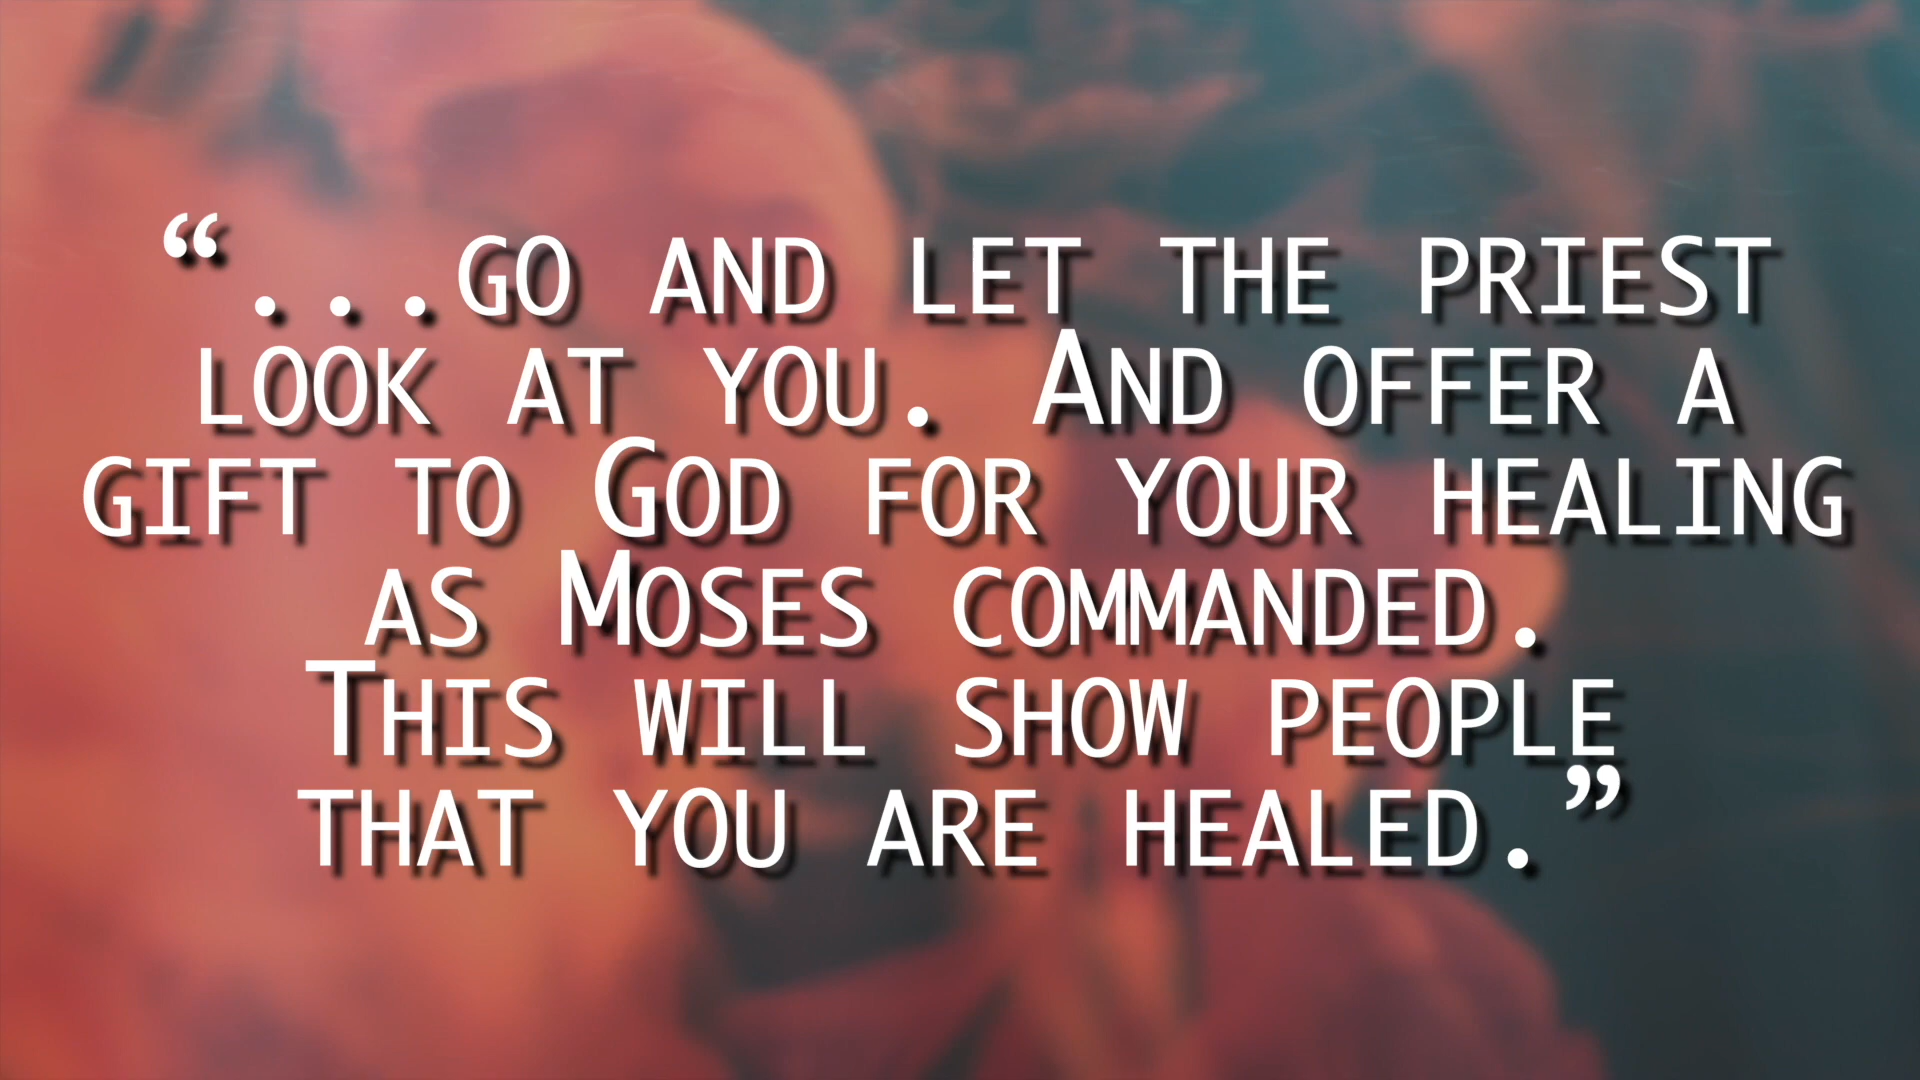 “...go and let the priest
look at you. And offer a
gift to God for your healing
as Moses commanded.
This will show people
that you are healed.”